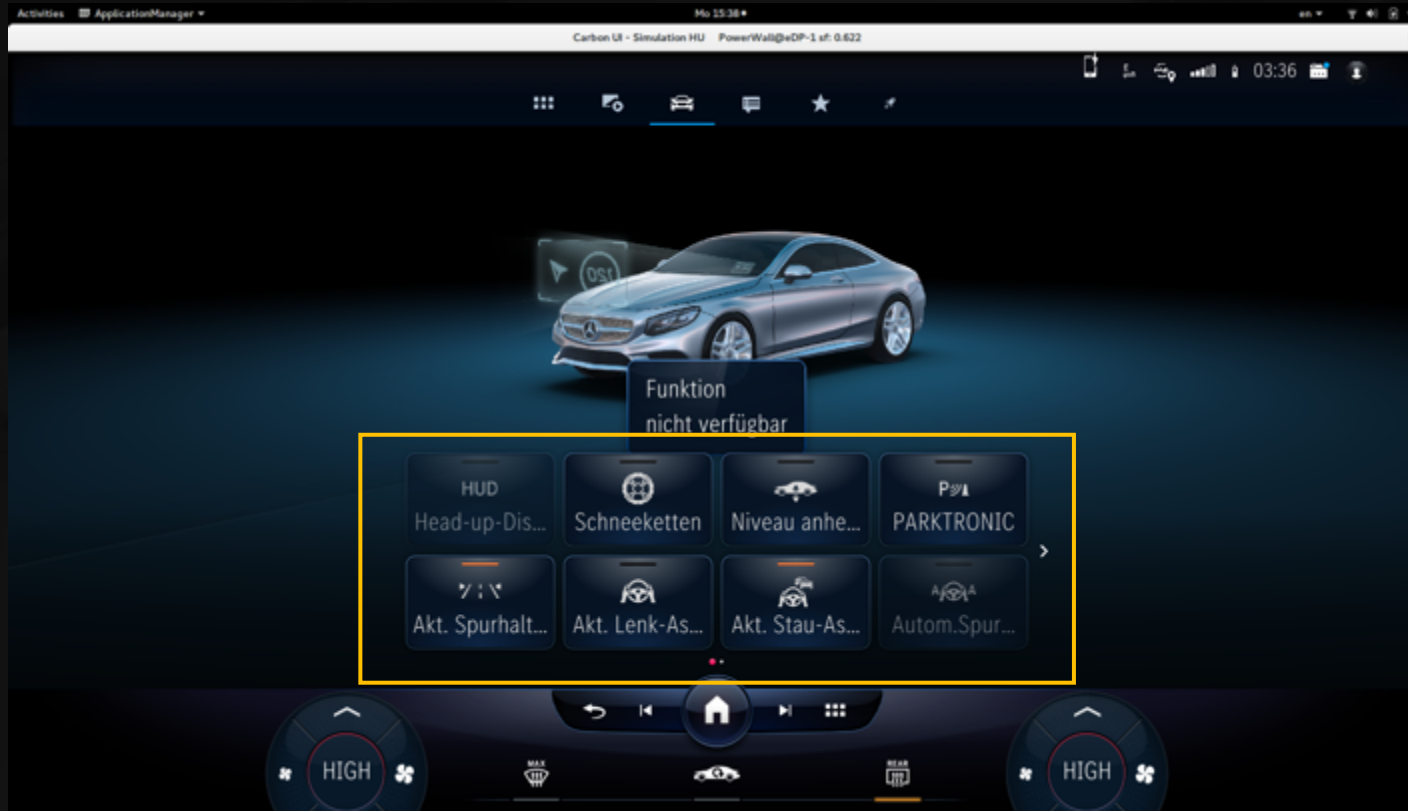 Activities ApplicationManager Mo 15:38 en
Carbon UI - Simulation HU PowerWall@eDP-1 sf: 0.622
03:36
120
Funktion
nicht verfügbar
HUD
Head-up-Dis...
Schneeketten
Niveau anhe...
P
PARKTRONIC
Akt. Spurhalt...
Akt. Lenk-As...
Akt. Stau-As...
A A
Autom.Spur...
HIGH
MAX
REAR
HIGH